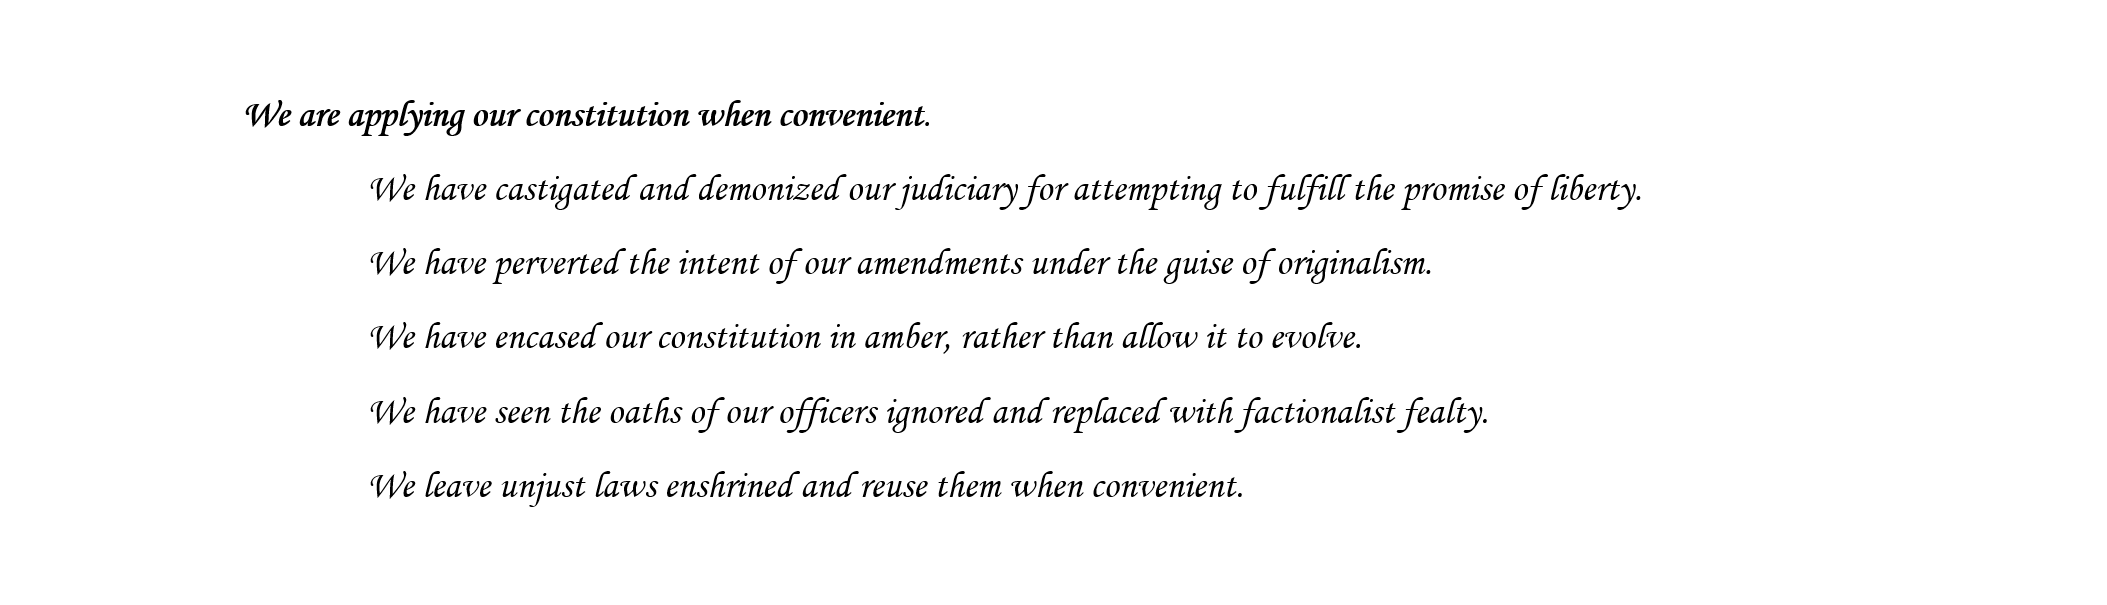 We are applying our constitution when convenient.
We have castigated and demonized our judiciary for attempting to fulfill the promise of liberty.
We have perverted the intent of our amendments under the guise of originalism.
We have encased our constitution in amber, rather than allow it to evolve.
We have seen the oaths of our officers ignored and replaced with factionalist fealty.
We leave unjust laws enshrined and reuse them when convenient.